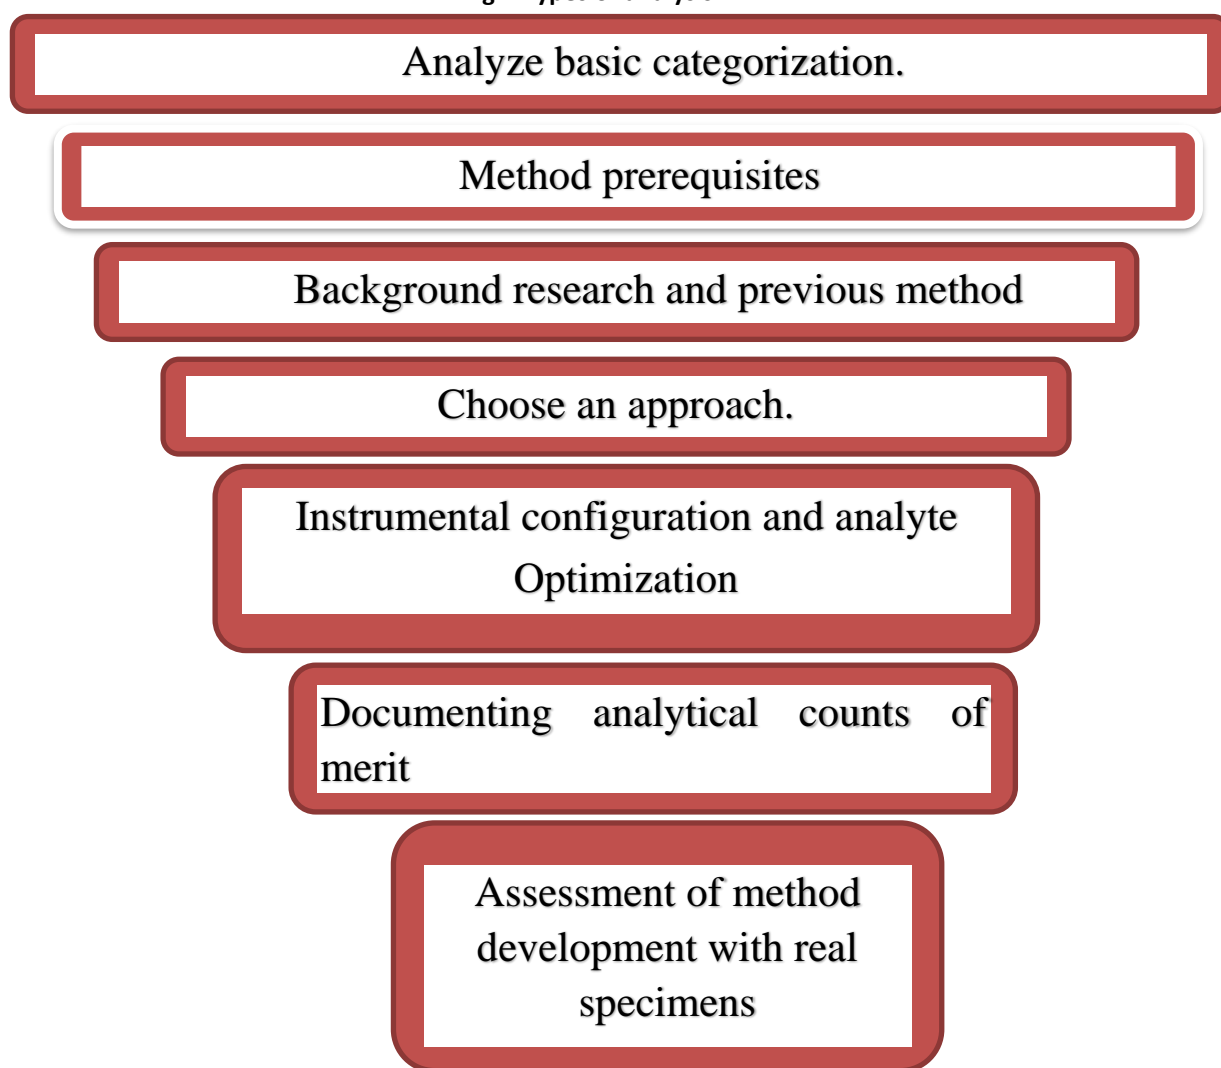 Analyze basic categorization.
Method prerequisites
Background research and previous method
Choose an approach.
Instrumental configuration and analyte
Optimization
Documenting analytical counts of
merit
Assessment of method
development with real
specimens